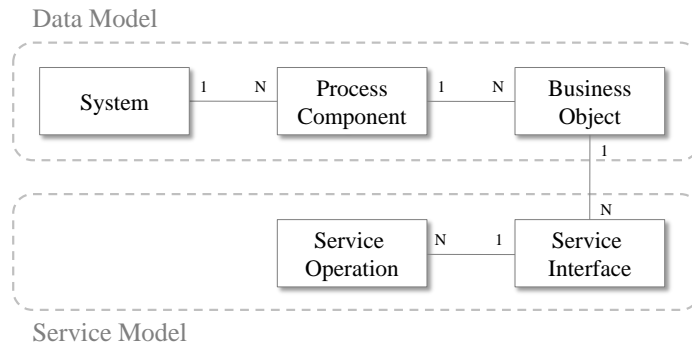 Data Model
System
1
N
Process
Component
1
N
Business
Object
1
N
Service
Operation
N
1
Service
Interface
Service Model